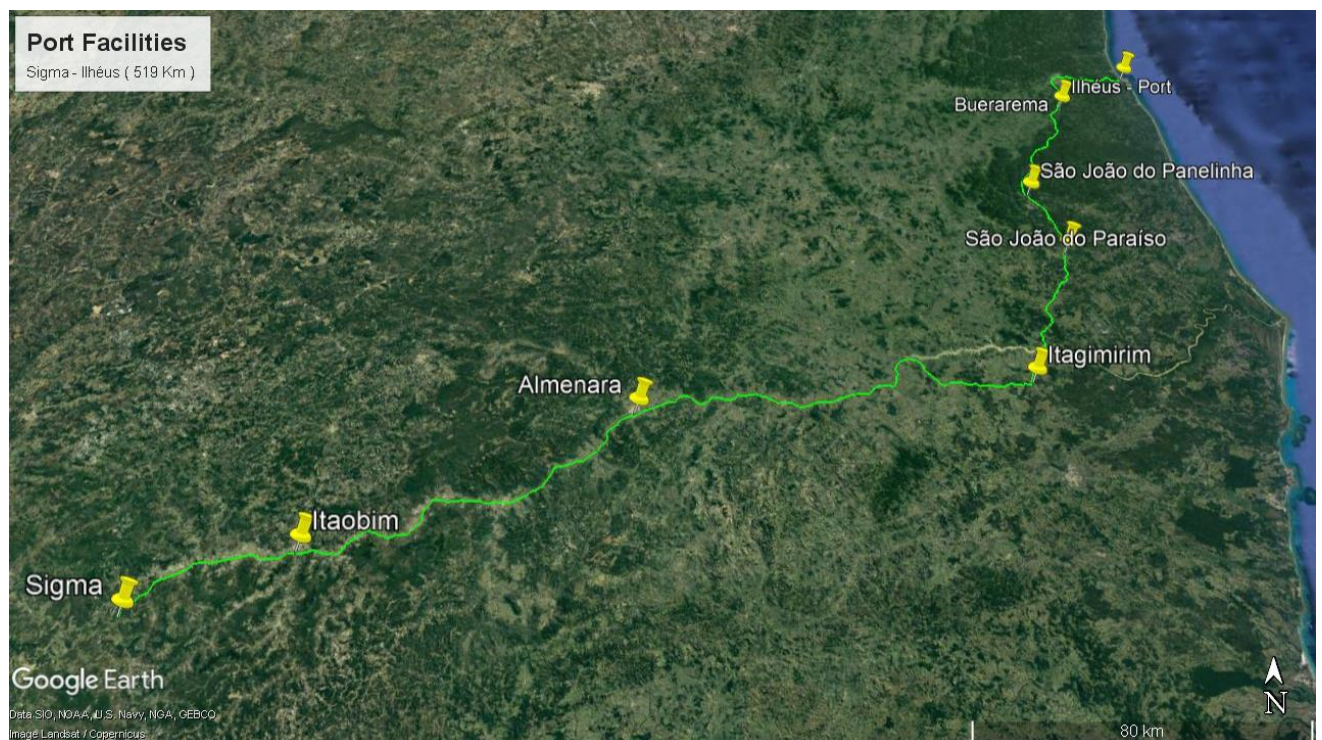 Port Facilities
Sigma - Ilhéus ( 519 Km )
Ilhéus - Port
Buerarema
São João do Panelinha
São João do Paraíso
Itagimirim
Almenara
Itaobim
Sigma
Google Earth
Data SIO, NOAA, U.S. Navy, NGA, GEBCO
Image Landsat / Copernicus
N
80 km